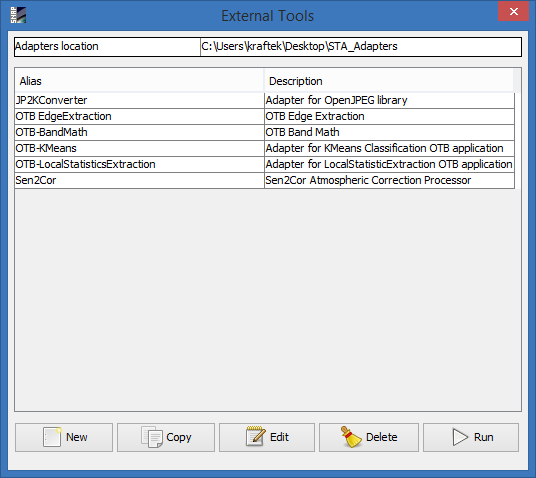 SNAP
External Tools
Adapters location C:\Users\kraftek\Desktop\STA_Adapters
Alias Description
JP2KConverter Adapter for OpenJPEG library
OTB EdgeExtraction OTB Edge Extraction
OTB-BandMath OTB Band Math
OTB-KMeans Adapter for KMeans Classification OTB application
OTB-LocalStatisticsExtraction Adapter for LocalStatisticExtraction OTB application
Sen2Cor Sen2Cor Atmospheric Correction Processor
New Copy Edit Delete Run